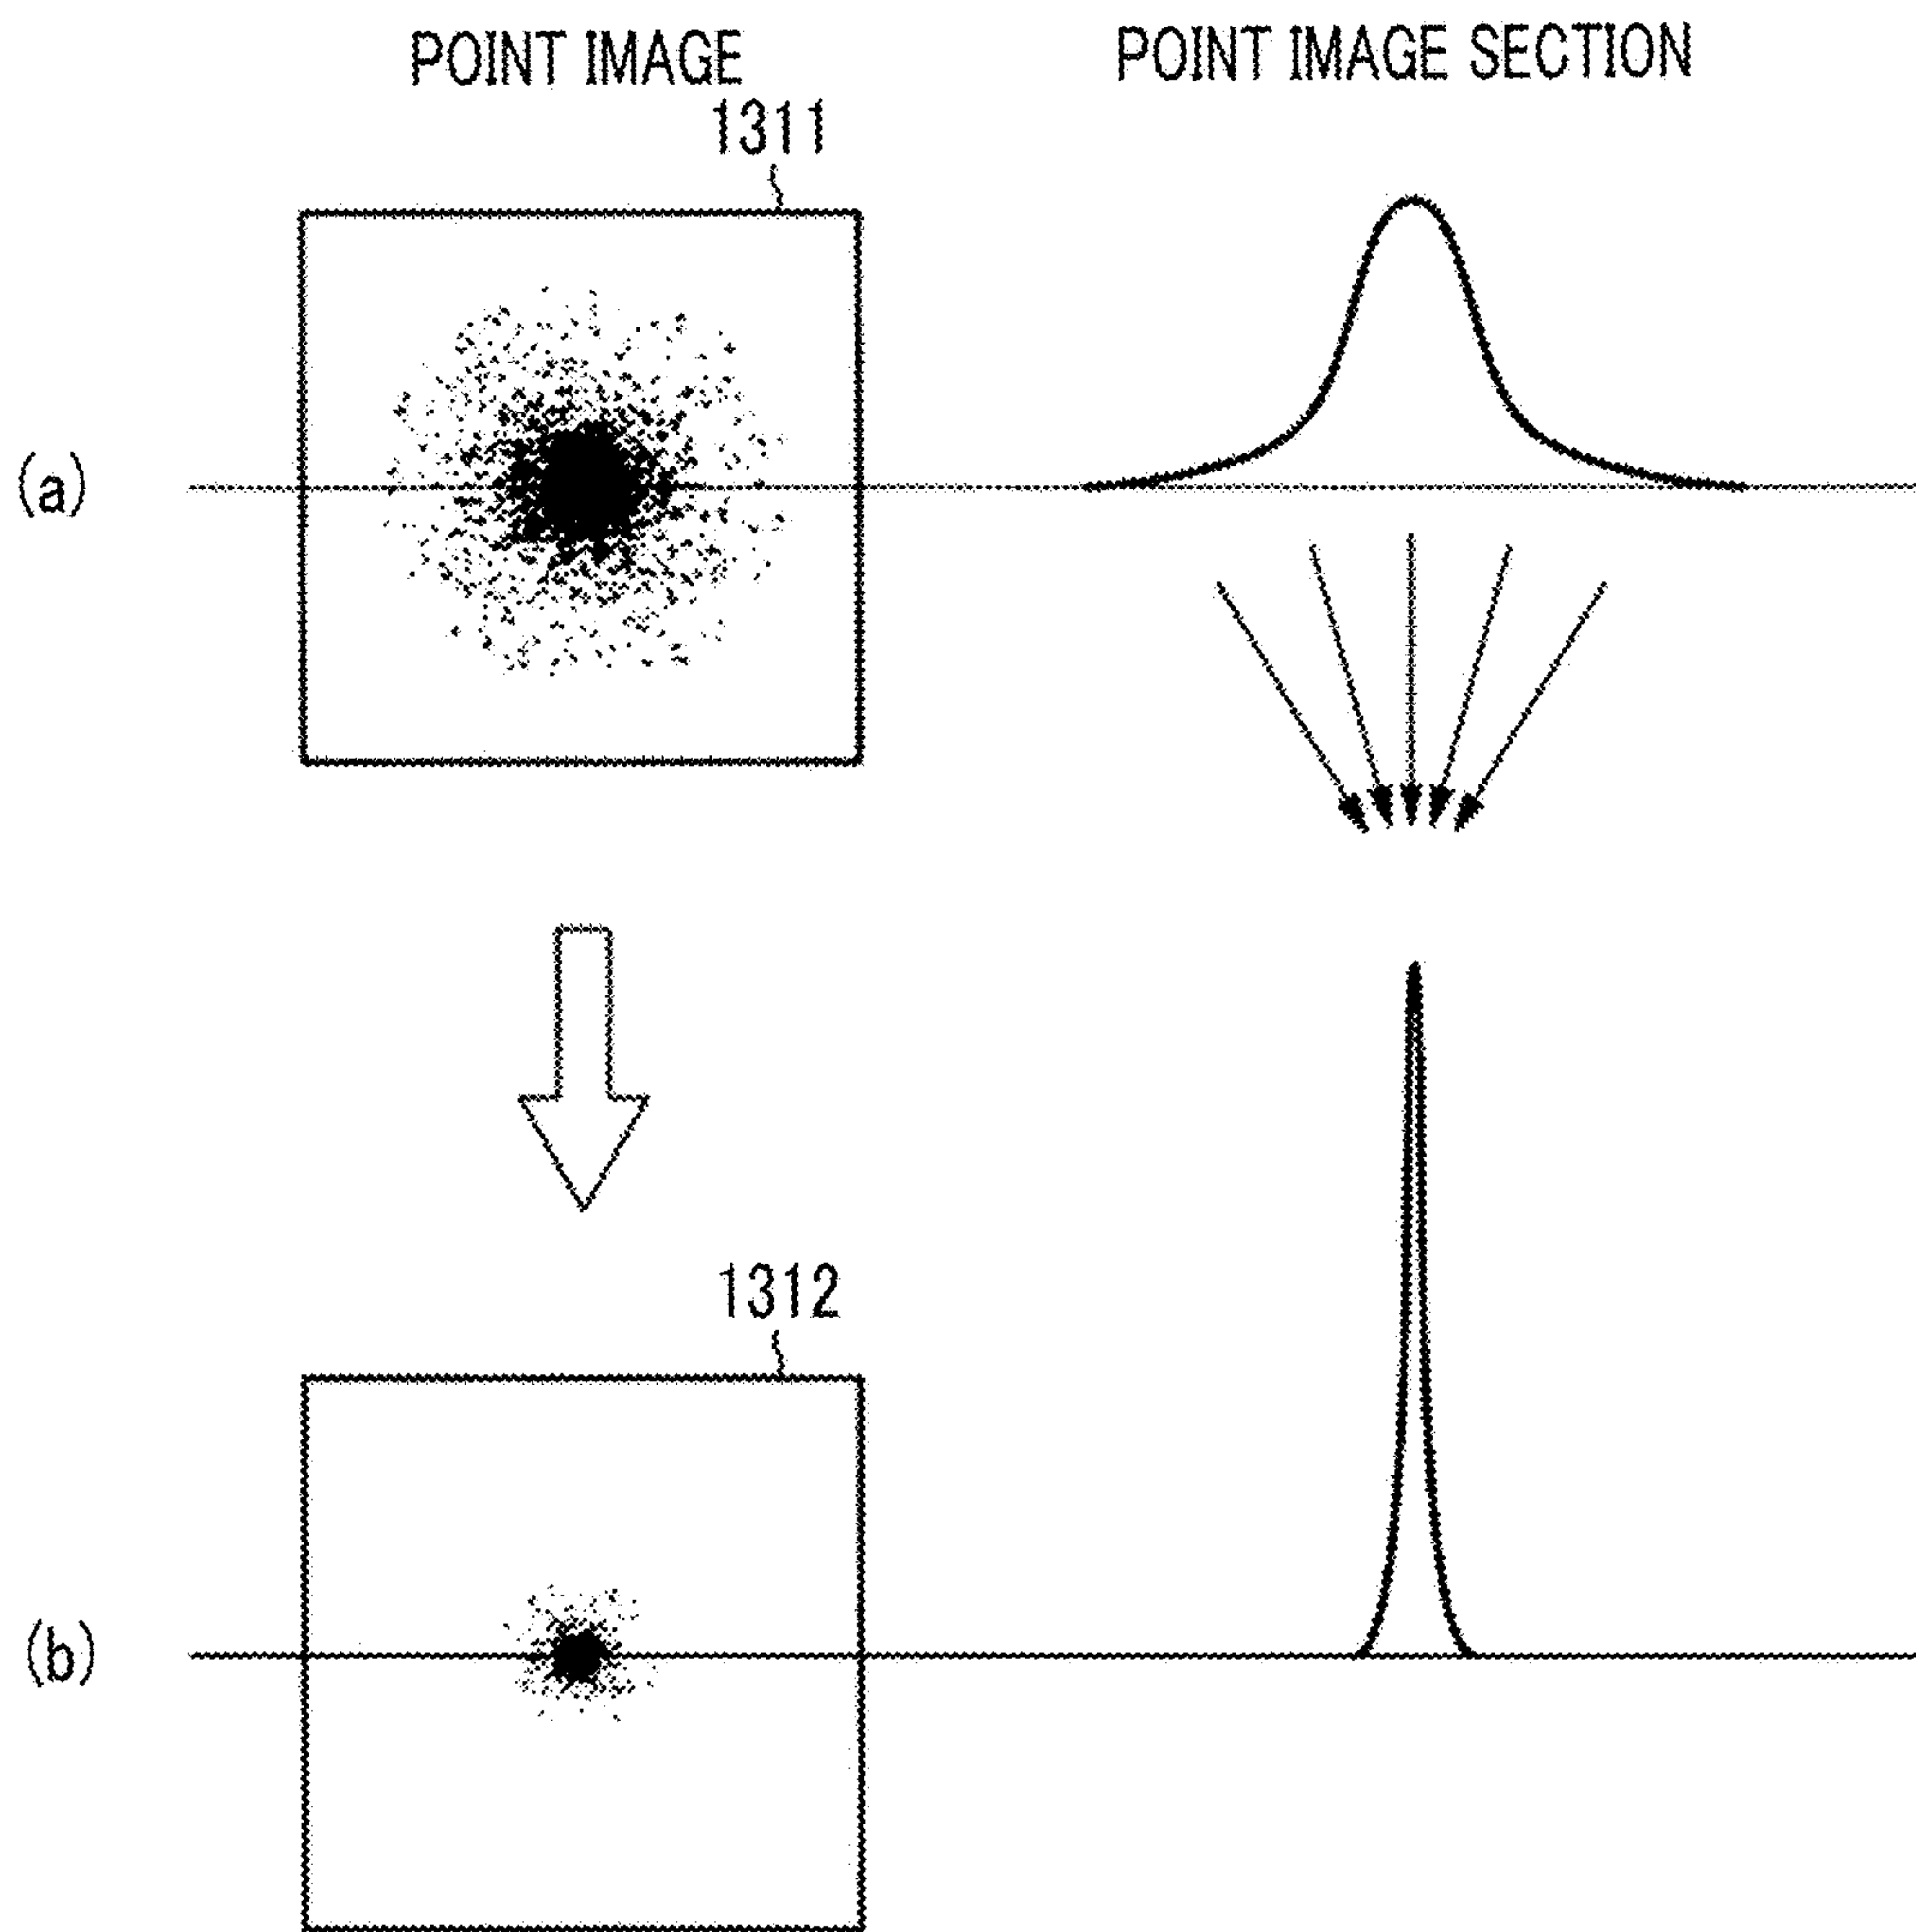 POINT IMAGE
POINT IMAGE SECTION
1311
(a)
1312
(b)